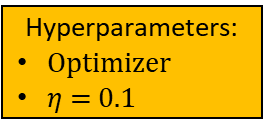 Hyperparameters:
• Optimizer
• η = 0.1